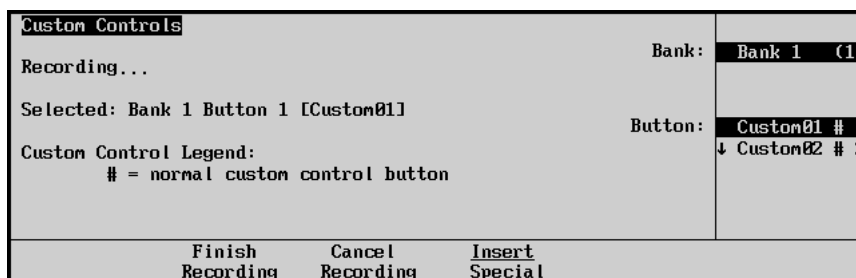 Custom Controls
Bank: Bank 1 (1
Recording...
Selected: Bank 1 Button 1 [Custom01]
Button: Custom01 #
Custom Control Legend:
↓ Custom02 #
# = normal custom control button
Finish Recording
Cancel Recording
Insert Special